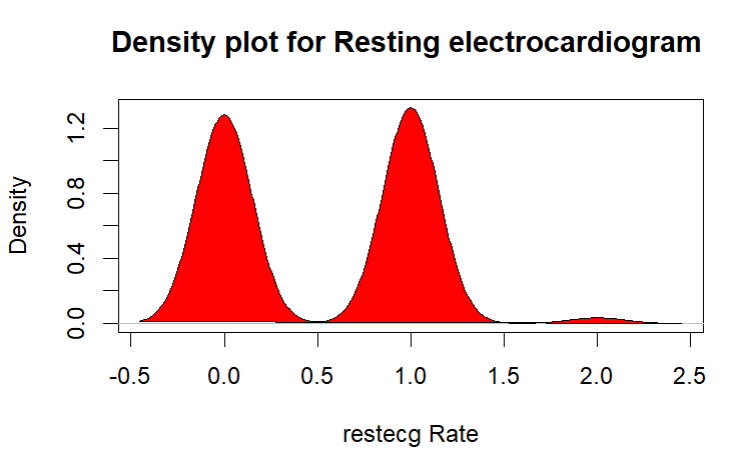 Density plot for Resting electrocardiogram
Density
1.2
0.8
0.4
0.0
-0.5 0.0 0.5 1.0 1.5 2.0 2.5
restecg Rate